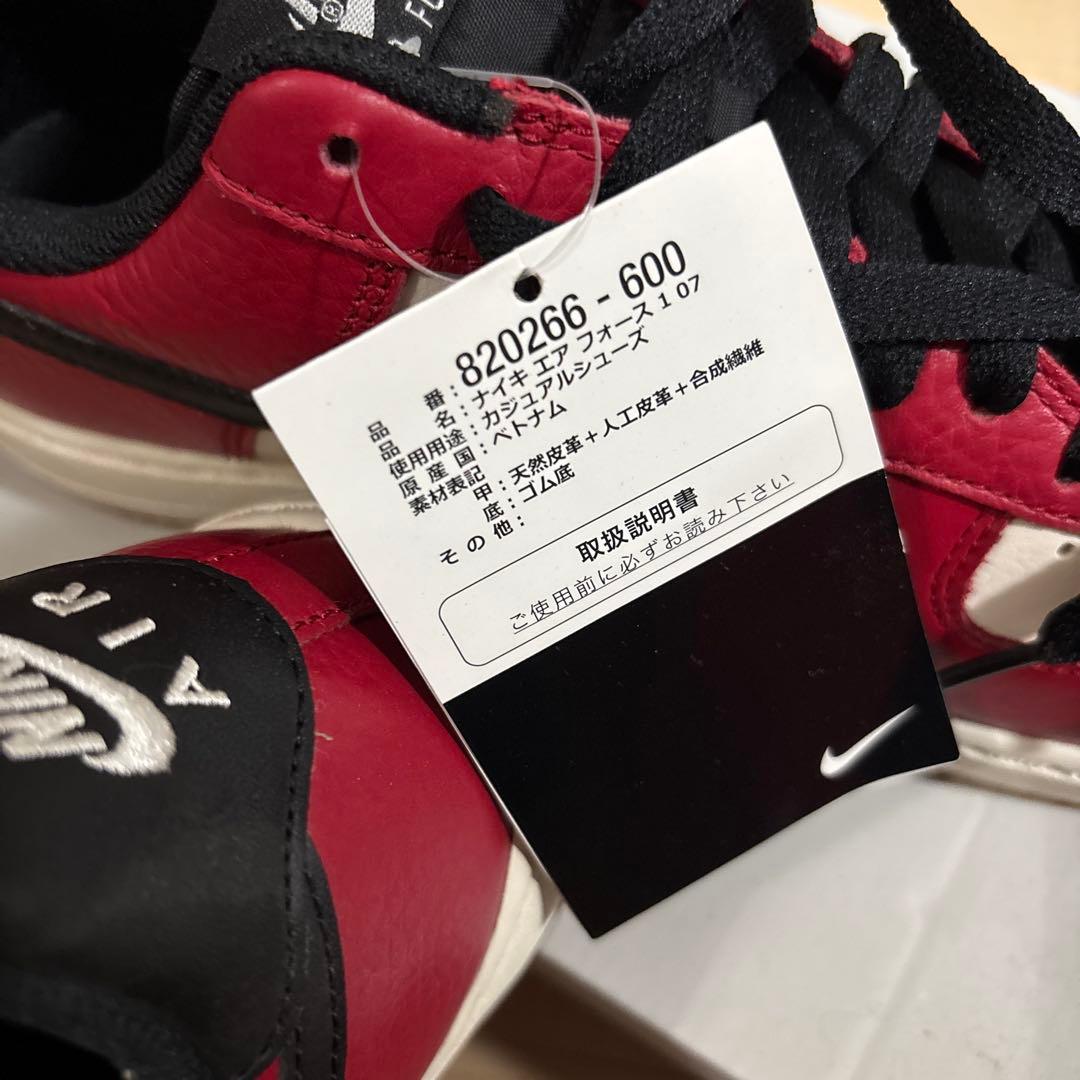 品 番 : 820266 - 600
品 名 : ナイキ エア フォース 1 07
使用用途 : カジュアルシューズ
原 産 国 : ベトナム
素材表記 甲 : 天然皮革+人工皮革+合成繊維
底 : ゴム底
そ の 他 :
取扱説明書
ご使用前に必ずお読み下さい
AIR
NIKE